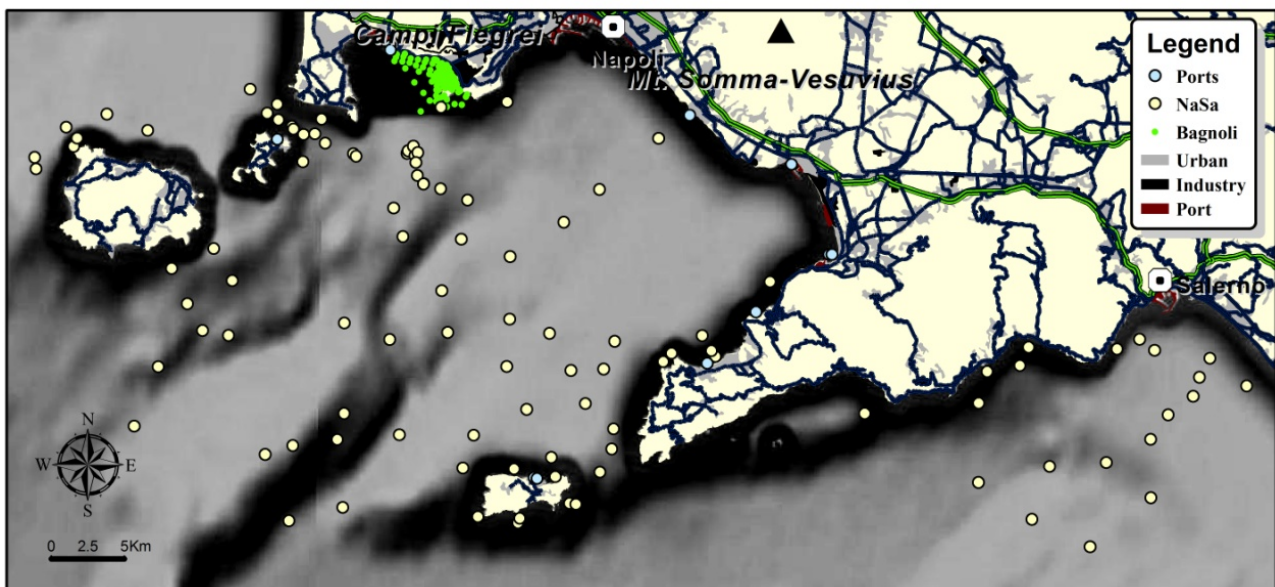 Campi Flegrei
Napoli
Mt. Somma-Vesuvius
Legend
Ports
NaSa
Bagnoli
Urban
Industry
Port
Salerno
N
W E
S
0 2.5 5Km